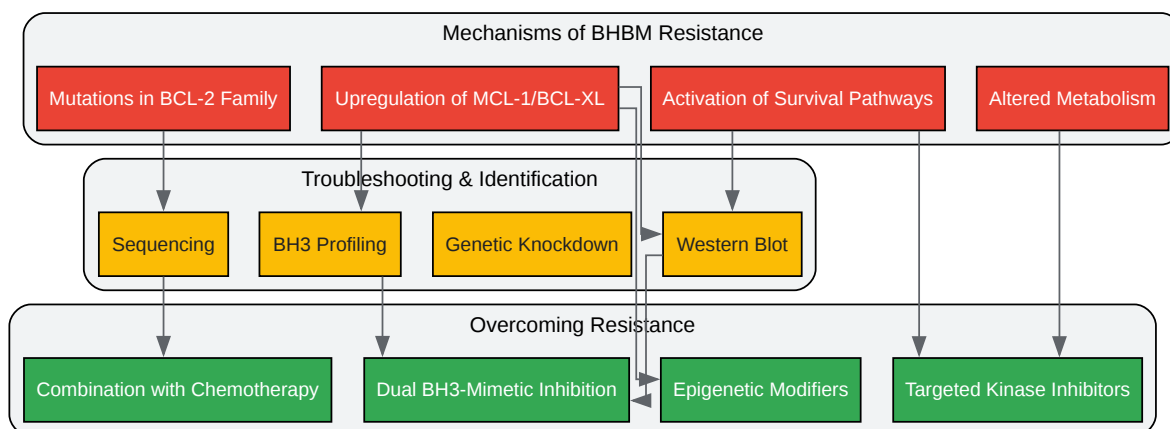 Mechanisms of BHBM Resistance
Mutations in BCL-2 Family
Upregulation of MCL-1/BCL-XL
Activation of Survival Pathways
Altered Metabolism
Troubleshooting & Identification
Sequencing
BH3 Profiling
Genetic Knockdown
Western Blot
Overcoming Resistance
Combination with Chemotherapy
Dual BH3-Mimetic Inhibition
Epigenetic Modifiers
Targeted Kinase Inhibitors